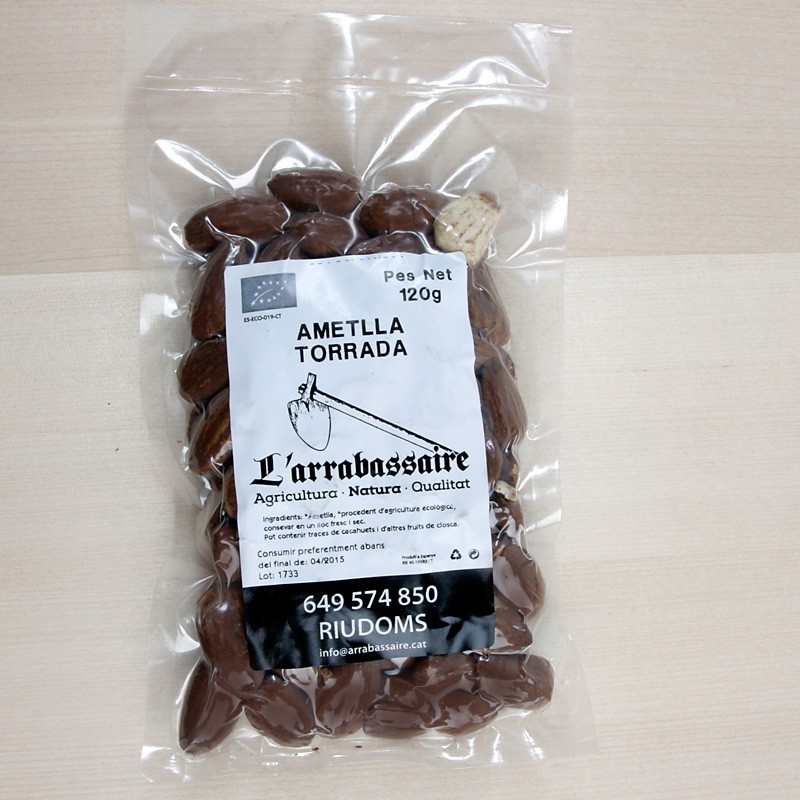 Pes Net
120g
ES-ECO-019-CT
AMETLLA
TORRADA
L'arrabassaire
Agricultura · Natura · Qualitat
Ingredients: *Ametlla, *procedent d'agricultura ecològica,
consevar en un lloc fresc i sec.
Pot contenir traces de cacahuets i d'altres fruits de closca.
Consumir preferentment abans
del final de: 04/2015
Lot: 1733
Produït a Espanya
649 574 850
RIUDOMS
info@arrabassaire.cat